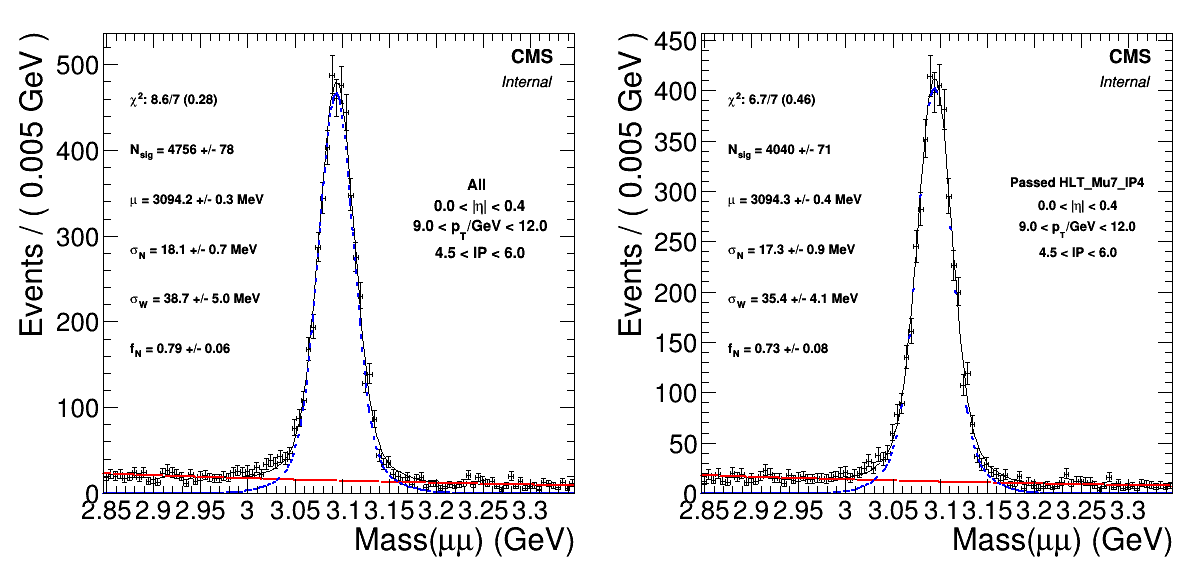 Events / ( 0.005 GeV )
500
400
300
200
100
0
CMS
Internal
χ²: 8.6/7 (0.28)
N_sig = 4756 +/- 78
μ = 3094.2 +/- 0.3 MeV
σ_N = 18.1 +/- 0.7 MeV
σ_W = 38.7 +/- 5.0 MeV
f_N = 0.79 +/- 0.06
All
0.0 < |η| < 0.4
9.0 < p_T/GeV < 12.0
4.5 < IP < 6.0
2.85 2.9 2.95 3 3.05 3.1 3.15 3.2 3.25 3.3
Mass(μμ) (GeV)
Events / ( 0.005 GeV )
450
400
350
300
250
200
150
100
50
0
CMS
Internal
χ²: 6.7/7 (0.46)
N_sig = 4040 +/- 71
μ = 3094.3 +/- 0.4 MeV
σ_N = 17.3 +/- 0.9 MeV
σ_W = 35.4 +/- 4.1 MeV
f_N = 0.73 +/- 0.08
Passed HLT_Mu7_IP4
0.0 < |η| < 0.4
9.0 < p_T/GeV < 12.0
4.5 < IP < 6.0
2.85 2.9 2.95 3 3.05 3.1 3.15 3.2 3.25 3.3
Mass(μμ) (GeV)